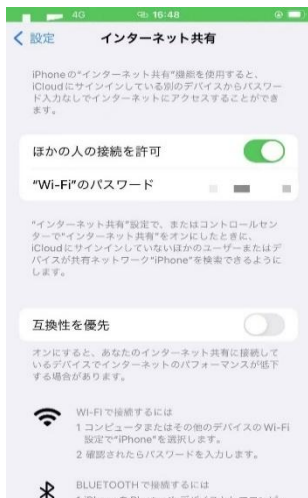 4G
16:48
設定
インターネット共有
iPhoneの"インターネット共有"機能を使用すると、
iCloudにサインインしている別のデバイスからパスワー
ド入力なしでインターネットにアクセスすることができ
ます。
ほかの人の接続を許可
"Wi-Fi"のパスワード
"インターネット共有"設定で、またはコントロールセン
ターで"インターネット共有"をオンにしたときに、
iCloudにサインインしていないほかのユーザーまたはデ
バイスが共有ネットワーク"iPhone"を検索できるように
します。
互換性を優先
オンにすると、あなたのインターネット共有に接続して
いるデバイスでインターネットのパフォーマンスが低下
する場合があります。
WI-FIで接続するには
1 コンピュータまたはその他のデバイスのWi-Fi
設定で"iPhone"を選択します。
2 確認されたらパスワードを入力します。
BLUETOOTHで接続するには